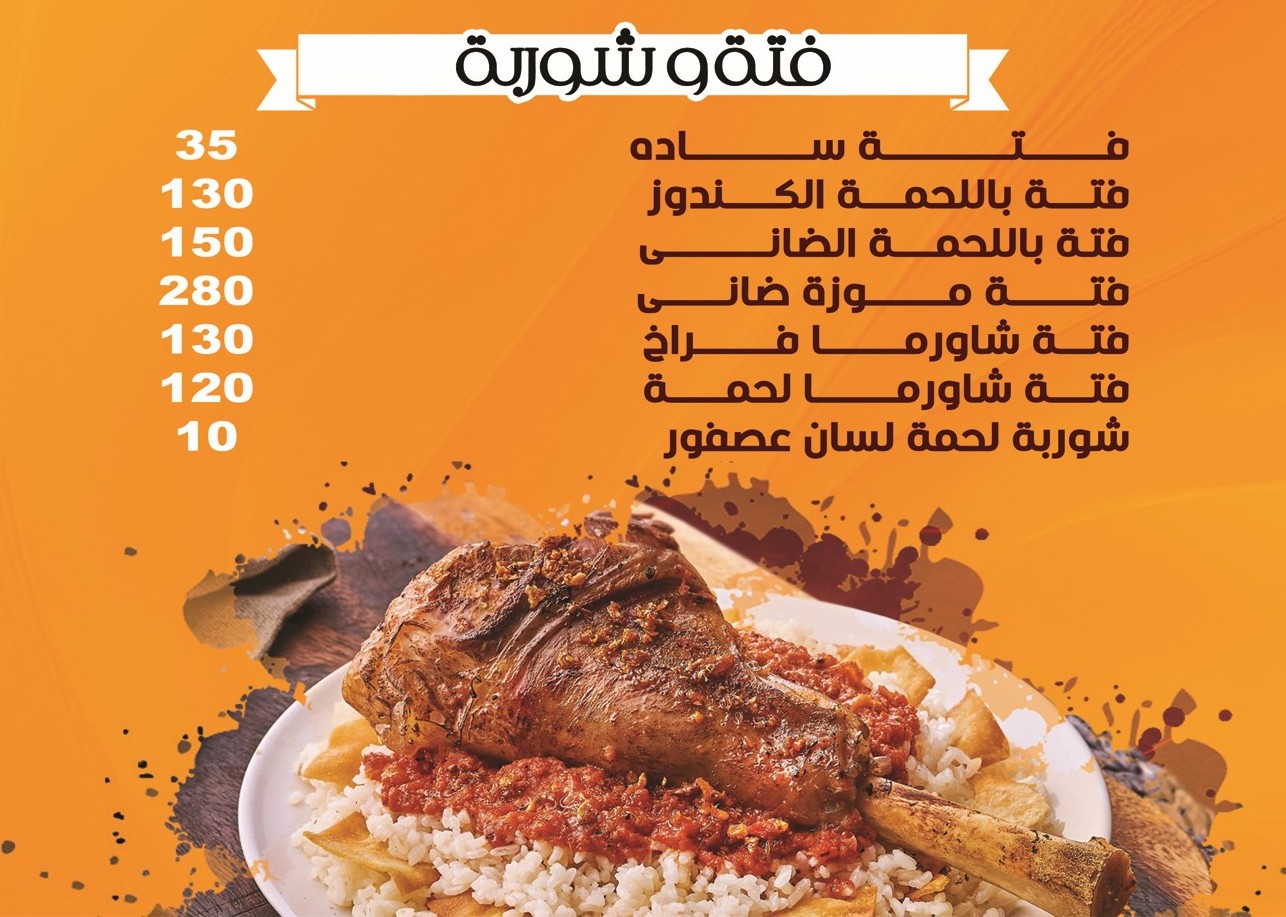 فتة و شوربة
فتة ساده 35
فتة باللحمة الكندوز 130
فتة باللحمة الضانى 150
فتة موزة ضانى 280
فتة شاورما فراخ 130
فتة شاورما لحمة 120
شوربة لحمة لسان عصفور 10